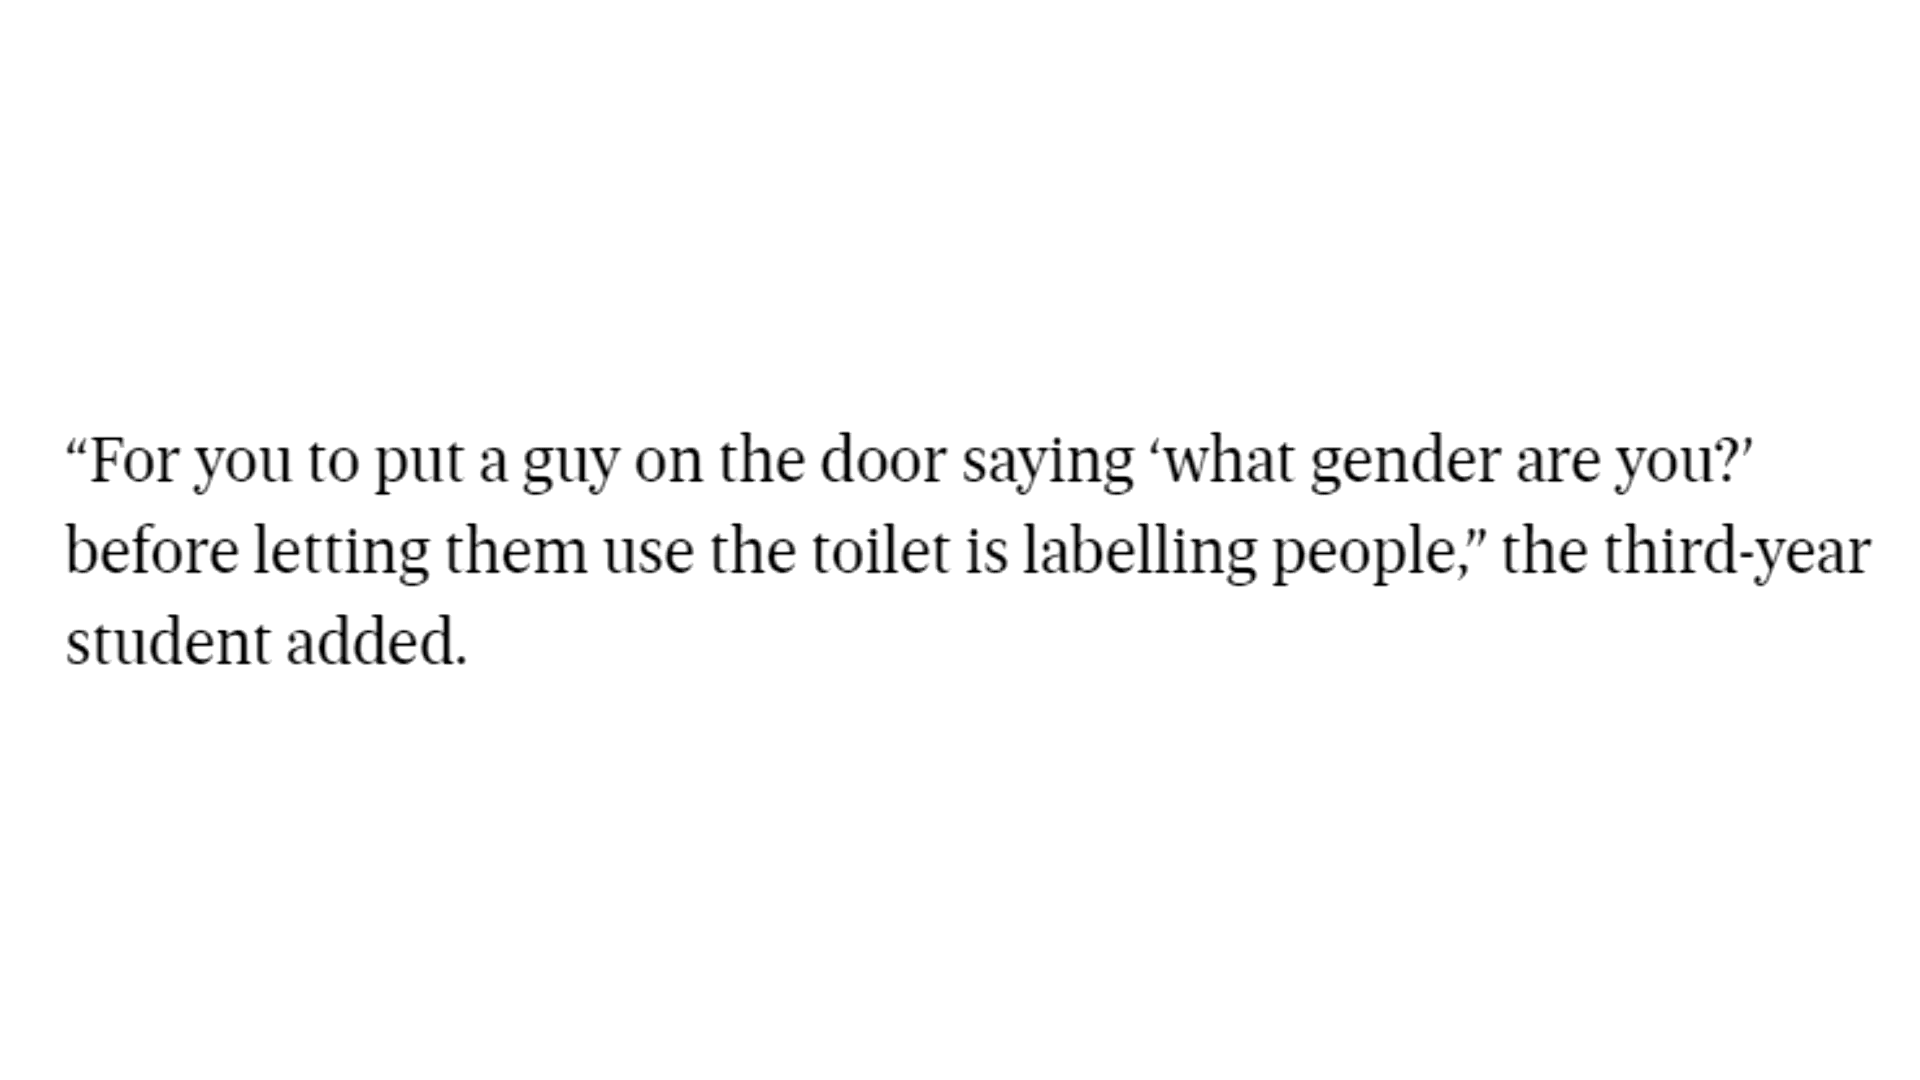 “For you to put a guy on the door saying ‘what gender are you?’
before letting them use the toilet is labelling people,” the third-year
student added.